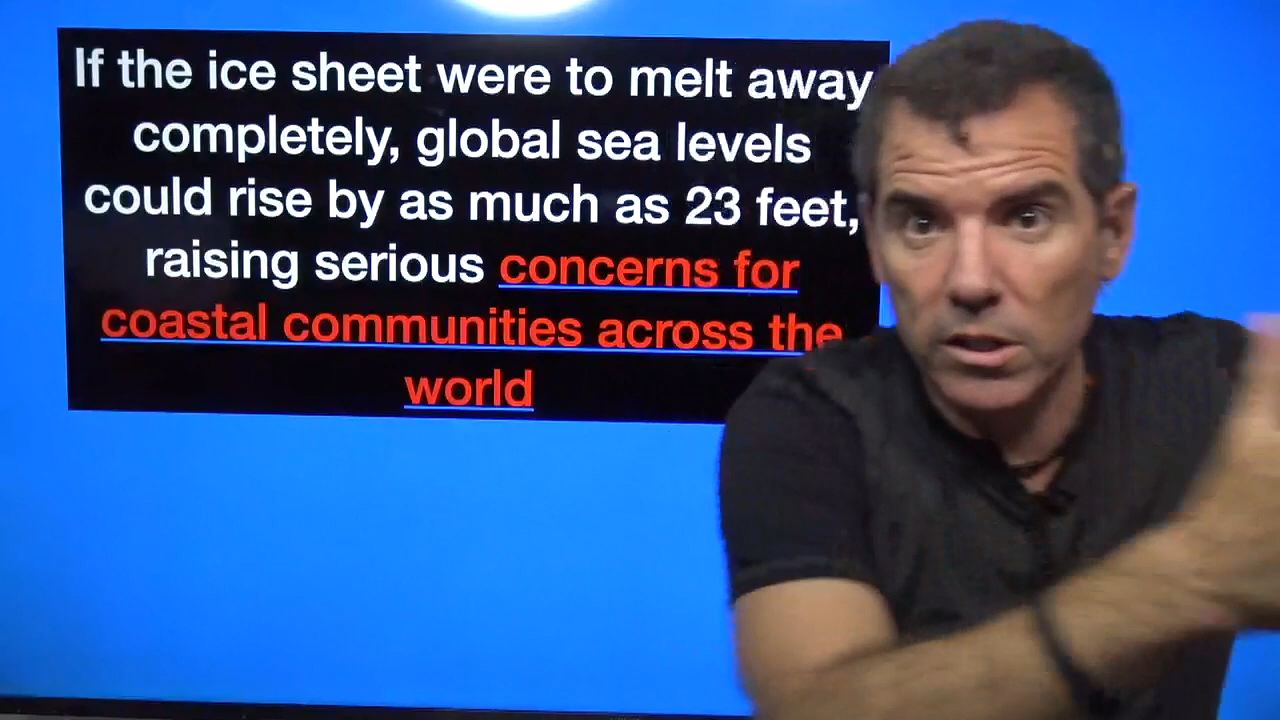 If the ice sheet were to melt away
completely, global sea levels
could rise by as much as 23 feet,
raising serious concerns for
coastal communities across the
world